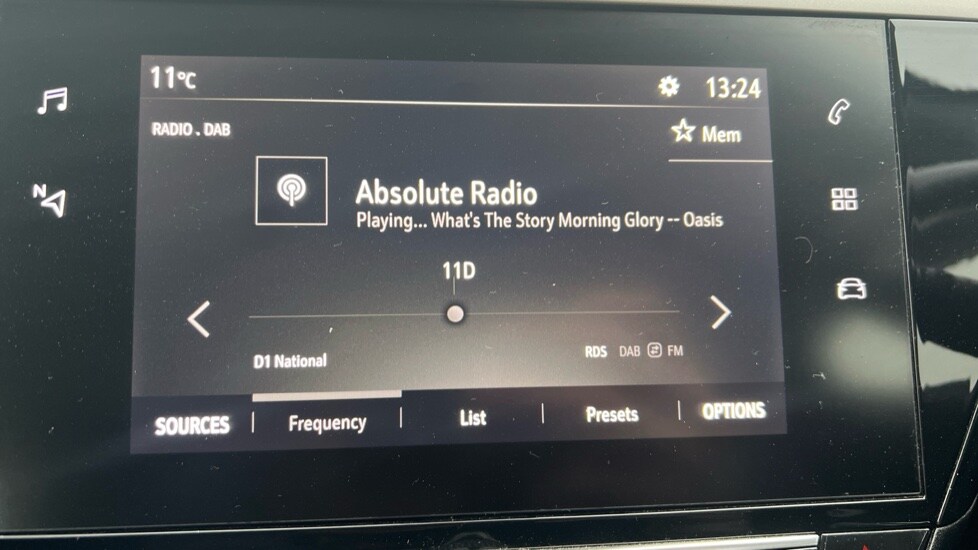 11°C 13:24
RADIO . DAB
Mem
N
Absolute Radio
Playing... What's The Story Morning Glory -- Oasis
11D
D1 National RDS DAB FM
SOURCES Frequency List Presets OPTIONS